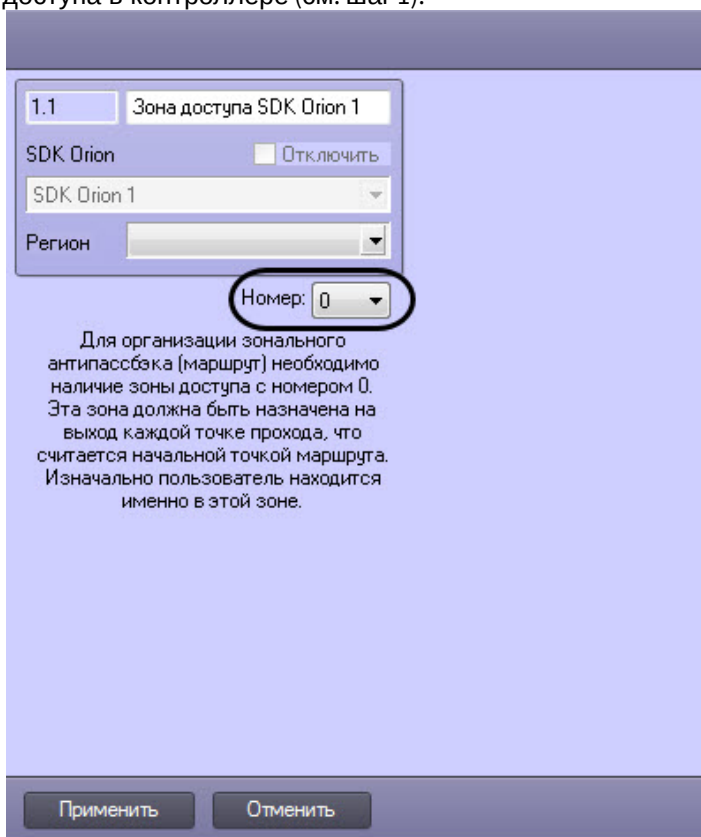 доступа в контроллере (см. шаг 1).
1.1 Зона доступа SDK Orion 1
SDK Orion Отключить
SDK Orion 1
Регион
Номер: 0
Для организации зонального
антипассбэка (маршрут) необходимо
наличие зоны доступа с номером 0.
Эта зона должна быть назначена на
выход каждой точке прохода, что
считается начальной точкой маршрута.
Изначально пользователь находится
именно в этой зоне.
Применить Отменить